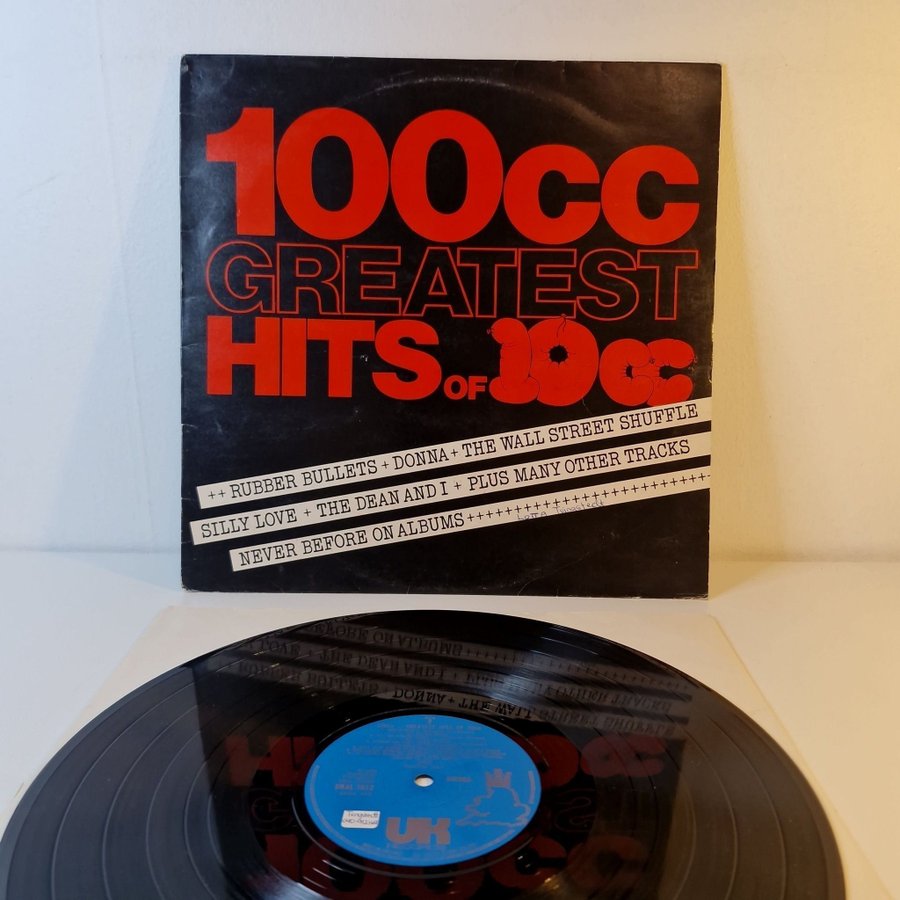 100cc
GREATEST
HITS OF 10cc
++ RUBBER BULLETS + DONNA + THE WALL STREET SHUFFLE
SILLY LOVE + THE DEAN AND I + PLUS MANY OTHER TRACKS
NEVER BEFORE ON ALBUMS ++++++++++++++++++++++++
UK